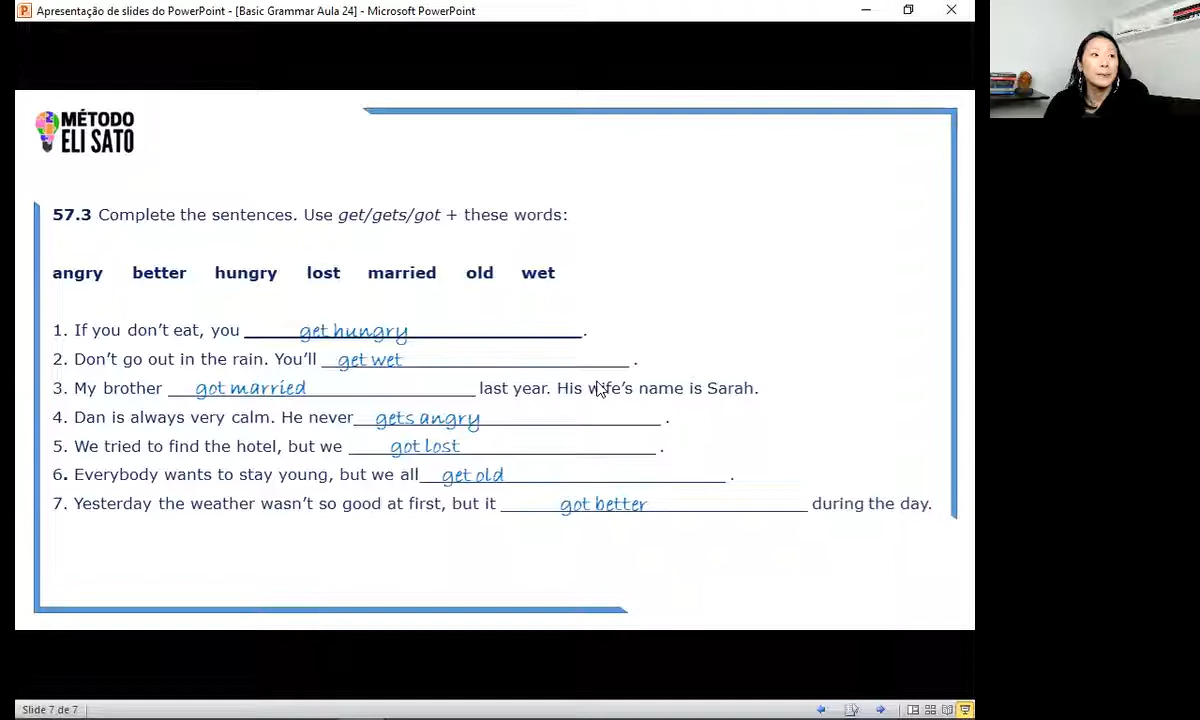 Apresentação de slides do PowerPoint - [Basic Grammar Aula 24] - Microsoft PowerPoint
MÉTODO
ELI SATO
57.3 Complete the sentences. Use get/gets/got + these words:
angry better hungry lost married old wet
1. If you don't eat, you get hungry.
2. Don't go out in the rain. You'll get wet.
3. My brother got married last year. His wife's name is Sarah.
4. Dan is always very calm. He never gets angry.
5. We tried to find the hotel, but we got lost.
6. Everybody wants to stay young, but we all get old.
7. Yesterday the weather wasn't so good at first, but it got better during the day.
Slide 7 de 7